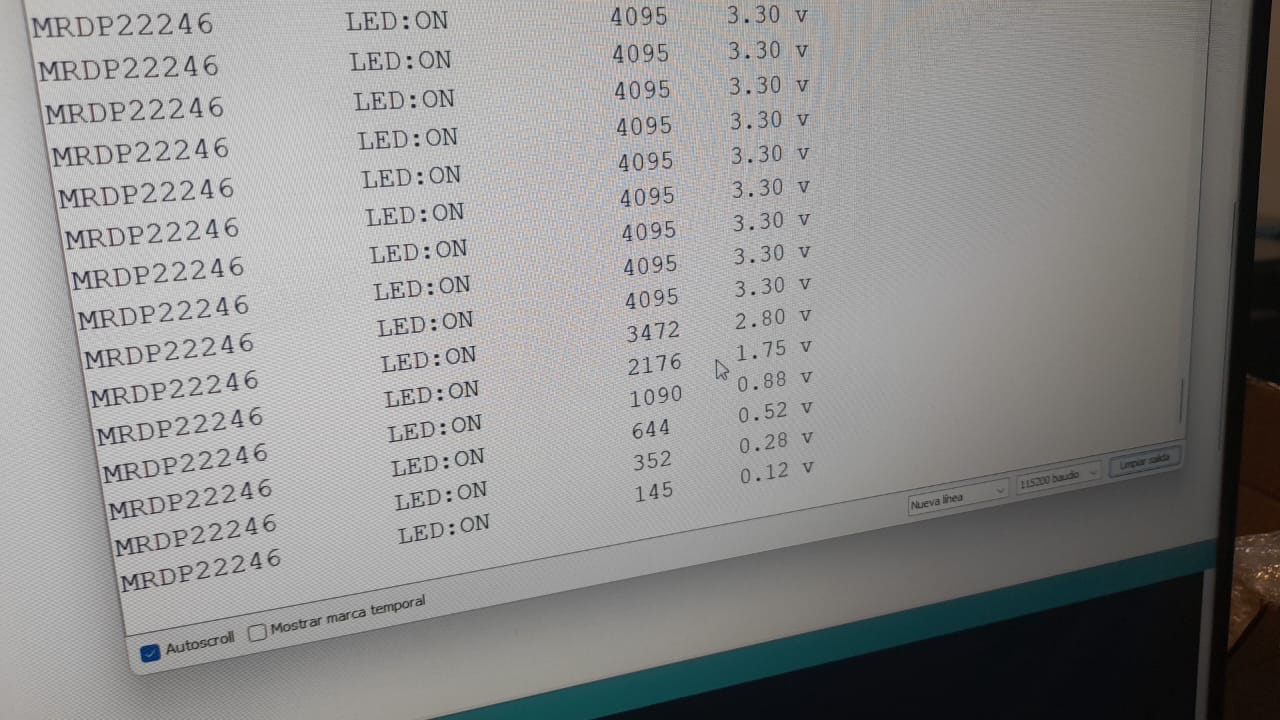 MRDP22246 LED:ON 4095 3.30 v
MRDP22246 LED:ON 4095 3.30 v
MRDP22246 LED:ON 4095 3.30 v
MRDP22246 LED:ON 4095 3.30 v
MRDP22246 LED:ON 4095 3.30 v
MRDP22246 LED:ON 4095 3.30 v
MRDP22246 LED:ON 4095 3.30 v
MRDP22246 LED:ON 4095 3.30 v
MRDP22246 LED:ON 4095 3.30 v
MRDP22246 LED:ON 3472 2.80 v
MRDP22246 LED:ON 2176 1.75 v
MRDP22246 LED:ON 1090 0.88 v
MRDP22246 LED:ON 644 0.52 v
MRDP22246 LED:ON 352 0.28 v
MRDP22246 LED:ON 145 0.12 v
Autoscroll Mostrar marca temporal Nueva línea 115200 baudio Limpiar salida